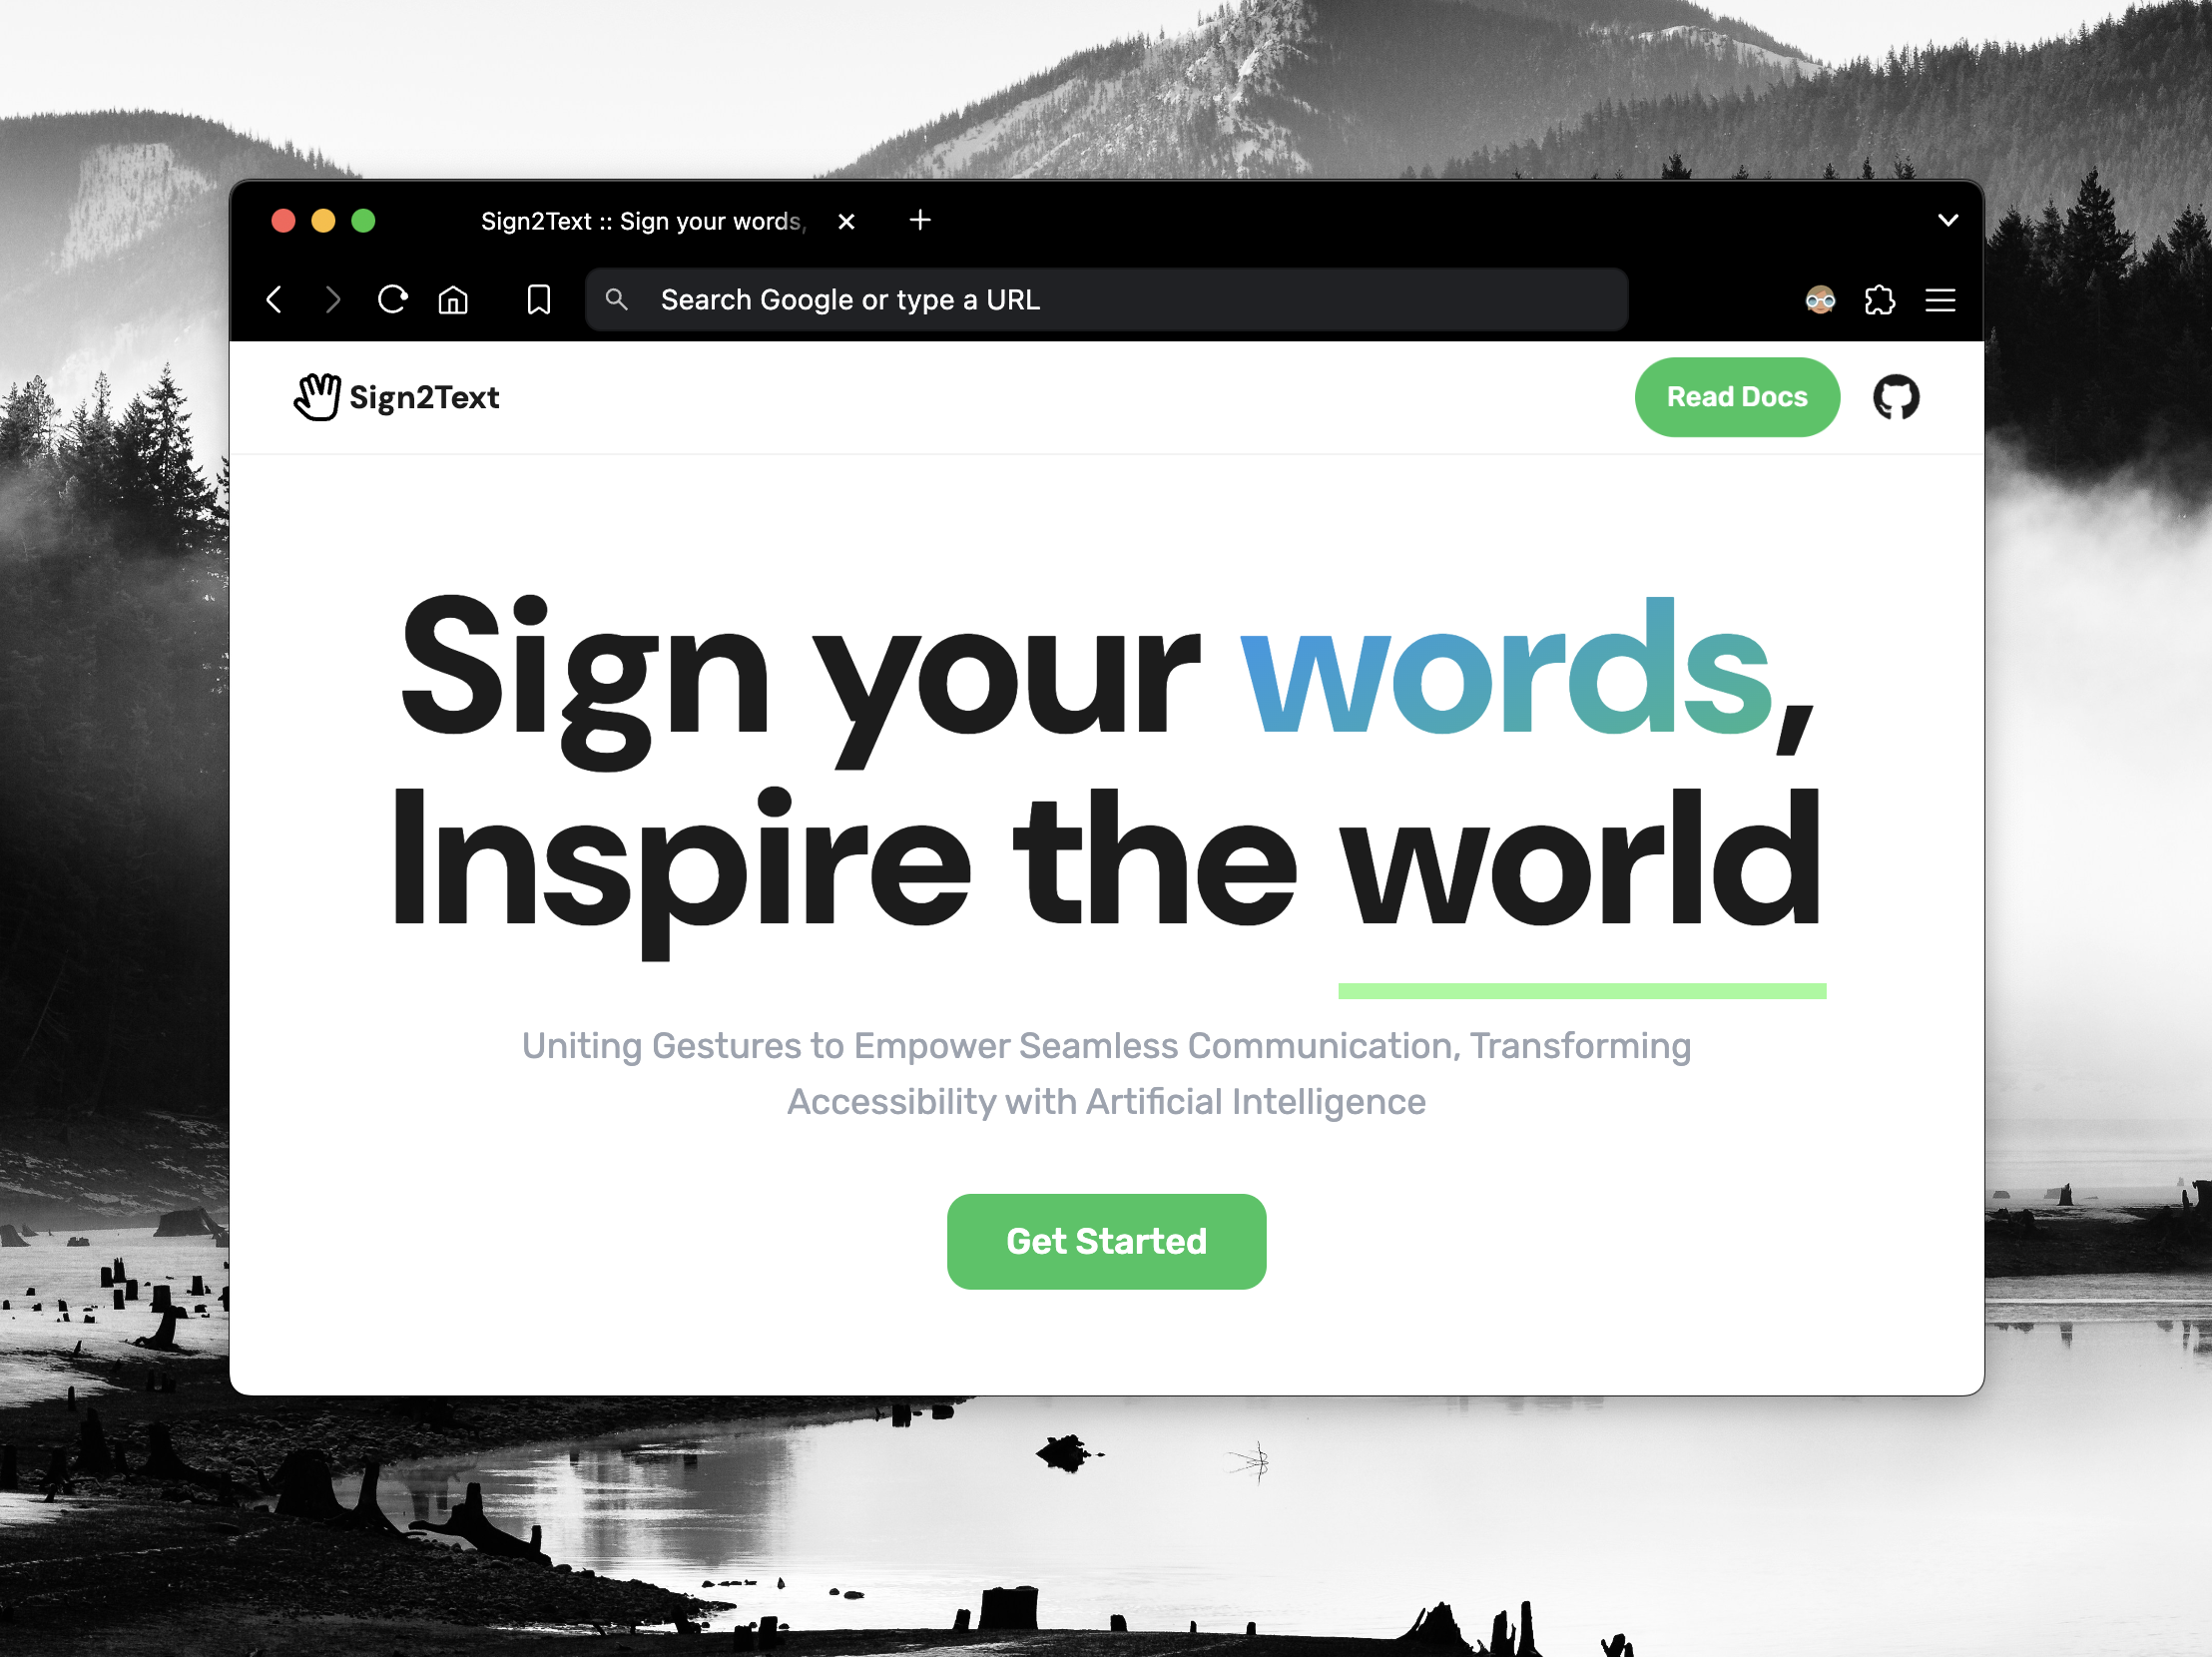 Sign2Text :: Sign your words,
Search Google or type a URL
Sign2Text
Read Docs
Sign your words,
Inspire the world
Uniting Gestures to Empower Seamless Communication, Transforming
Accessibility with Artificial Intelligence
Get Started